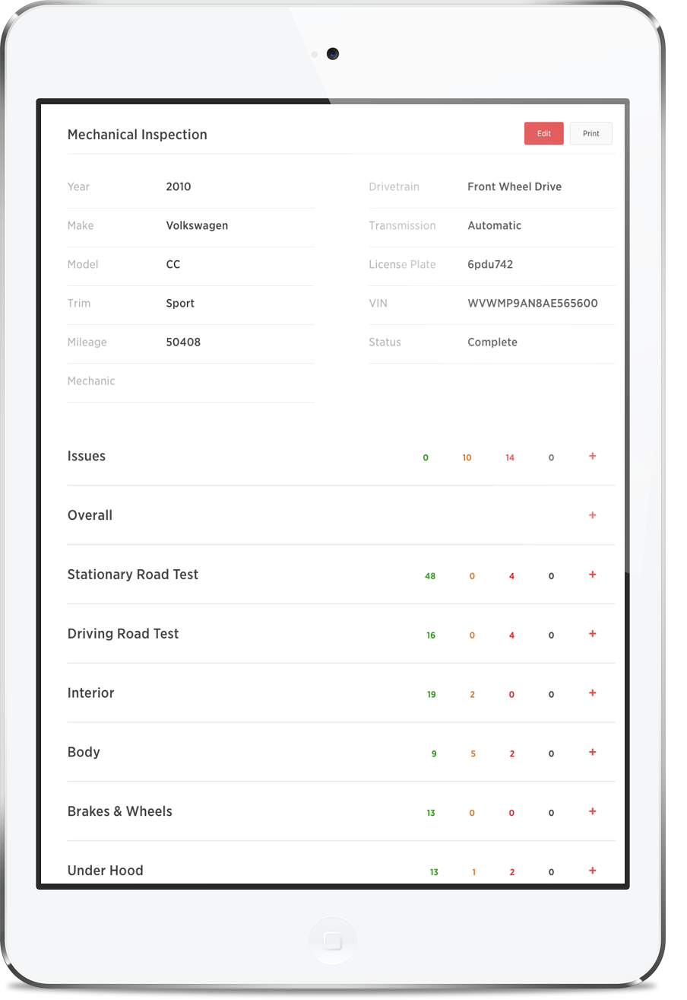 Mechanical Inspection Edit Print
Year 2010 Drivetrain Front Wheel Drive
Make Volkswagen Transmission Automatic
Model CC License Plate 6pdu742
Trim Sport VIN WVWMP9AN8AE565600
Mileage 50408 Status Complete
Mechanic
Issues 0 10 14 0 +
Overall +
Stationary Road Test 48 0 4 0 +
Driving Road Test 16 0 4 0 +
Interior 19 2 0 0 +
Body 9 5 2 0 +
Brakes & Wheels 13 0 0 0 +
Under Hood 13 1 2 0 +